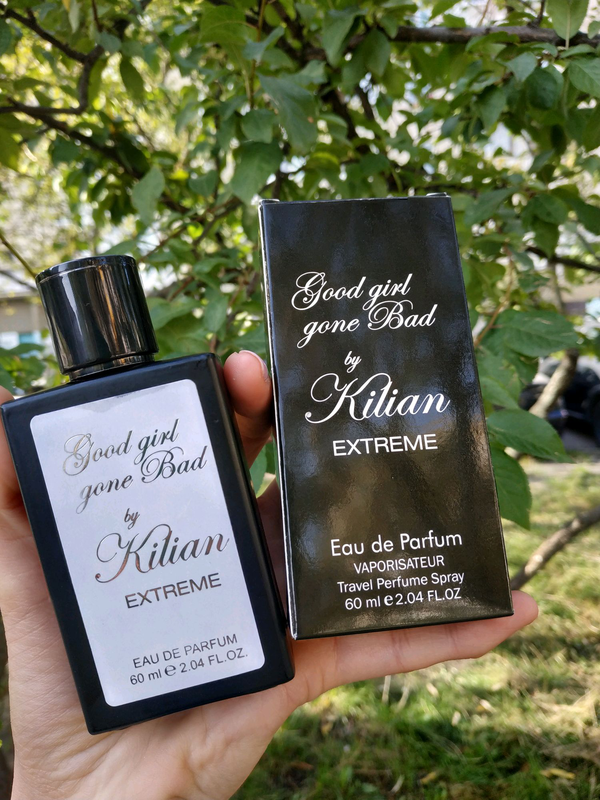 Good girl
gone Bad
by
Kilian
EXTREME
EAU DE PARFUM
60 ml e 2.04 FL.OZ.
Good girl
gone Bad
by
Kilian
EXTREME
Eau de Parfum
VAPORISATEUR
Travel Perfume Spray
60 ml e 2.04 FL.OZ